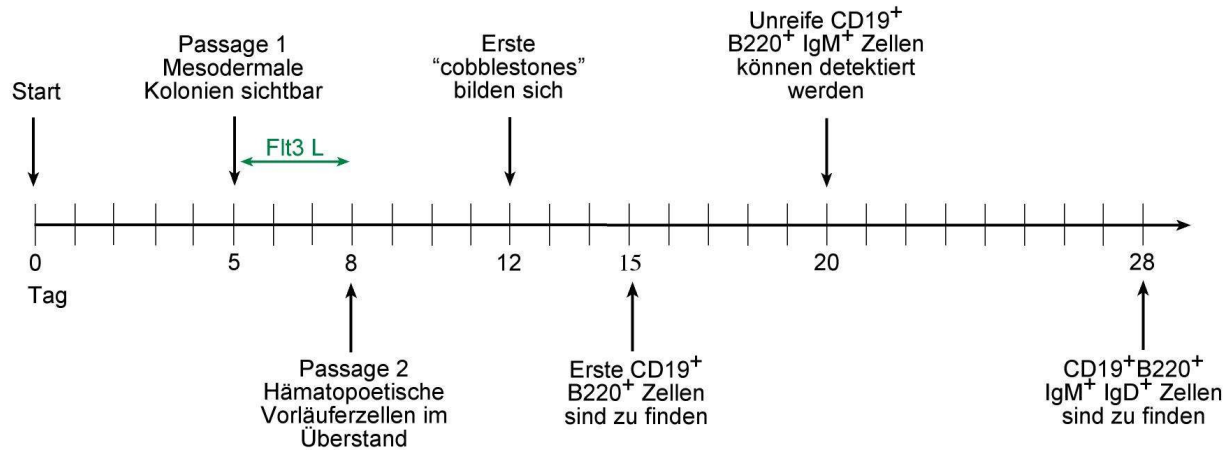 Start
Passage 1
Mesodermale
Kolonien sichtbar
Flt3 L
Erste
“cobblestones”
bilden sich
Unreife CD19⁺
B220⁺ IgM⁺ Zellen
können detektiert
werden
0
5
8
12
15
20
28
Tag
Passage 2
Hämatopoetische
Vorläuferzellen im
Überstand
Erste CD19⁺
B220⁺ Zellen
sind zu finden
CD19⁺B220⁺
IgM⁺ IgD⁺ Zellen
sind zu finden